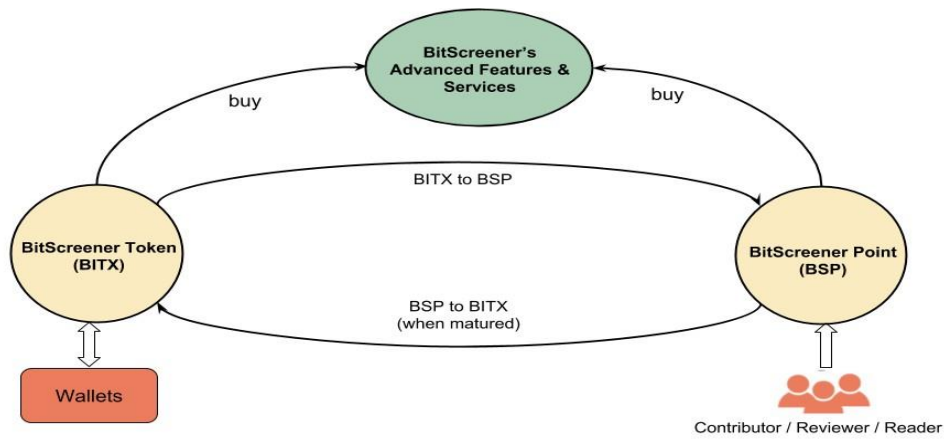 BitScreener's
Advanced Features &
Services
buy
buy
BITX to BSP
BitScreener Token
(BITX)
BitScreener Point
(BSP)
BSP to BITX
(when matured)
Wallets
Contributor / Reviewer / Reader